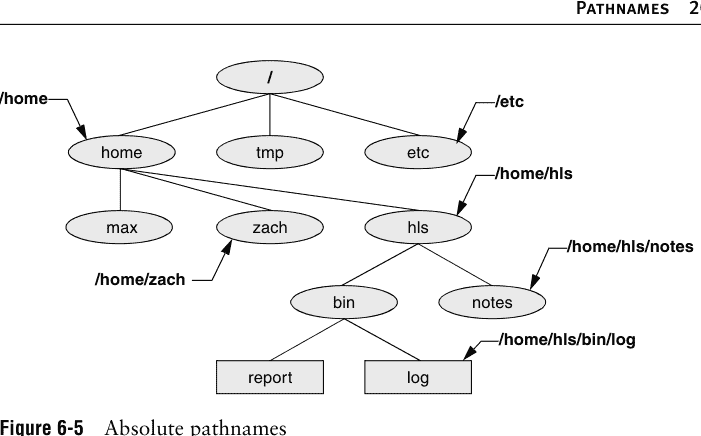 PATHNAMES 20
/
/home
/etc
home
tmp
etc
/home/hls
max
zach
hls
/home/hls/notes
/home/zach
bin
notes
/home/hls/bin/log
report
log
Figure 6-5 Absolute pathnames